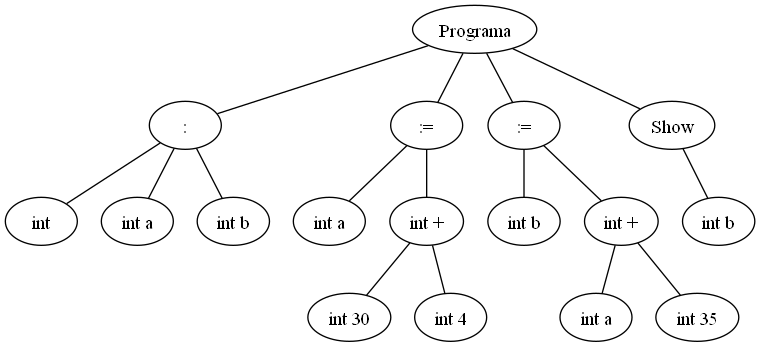 Programa
:
:=
:=
Show
int
int a
int b
int a
int +
int b
int +
int b
int 30
int 4
int a
int 35